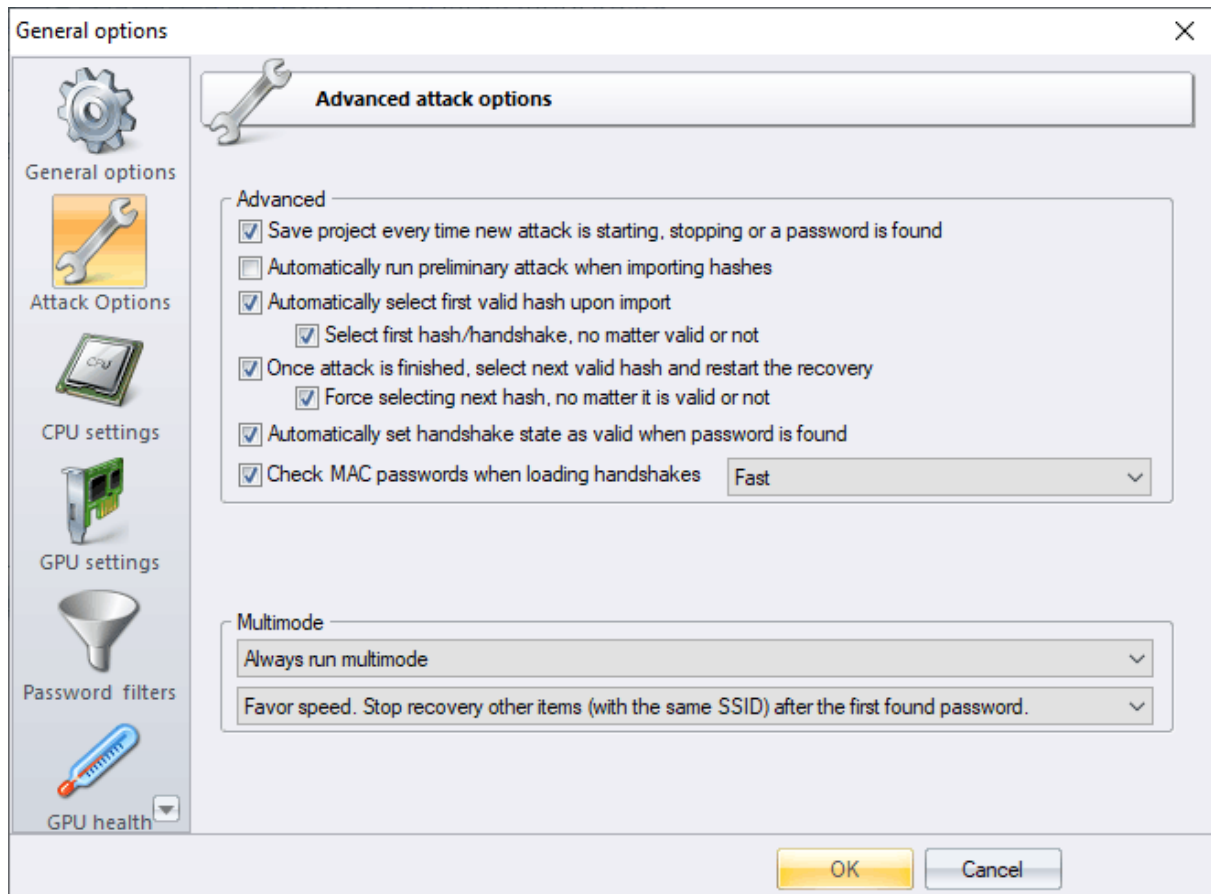 General options
General options
Attack Options
CPU
CPU settings
GPU settings
Password filters
GPU health
Advanced attack options
Advanced
Save project every time new attack is starting, stopping or a password is found
Automatically run preliminary attack when importing hashes
Automatically select first valid hash upon import
Select first hash/handshake, no matter valid or not
Once attack is finished, select next valid hash and restart the recovery
Force selecting next hash, no matter it is valid or not
Automatically set handshake state as valid when password is found
Check MAC passwords when loading handshakes Fast
Multimode
Always run multimode
Favor speed. Stop recovery other items (with the same SSID) after the first found password.
OK Cancel